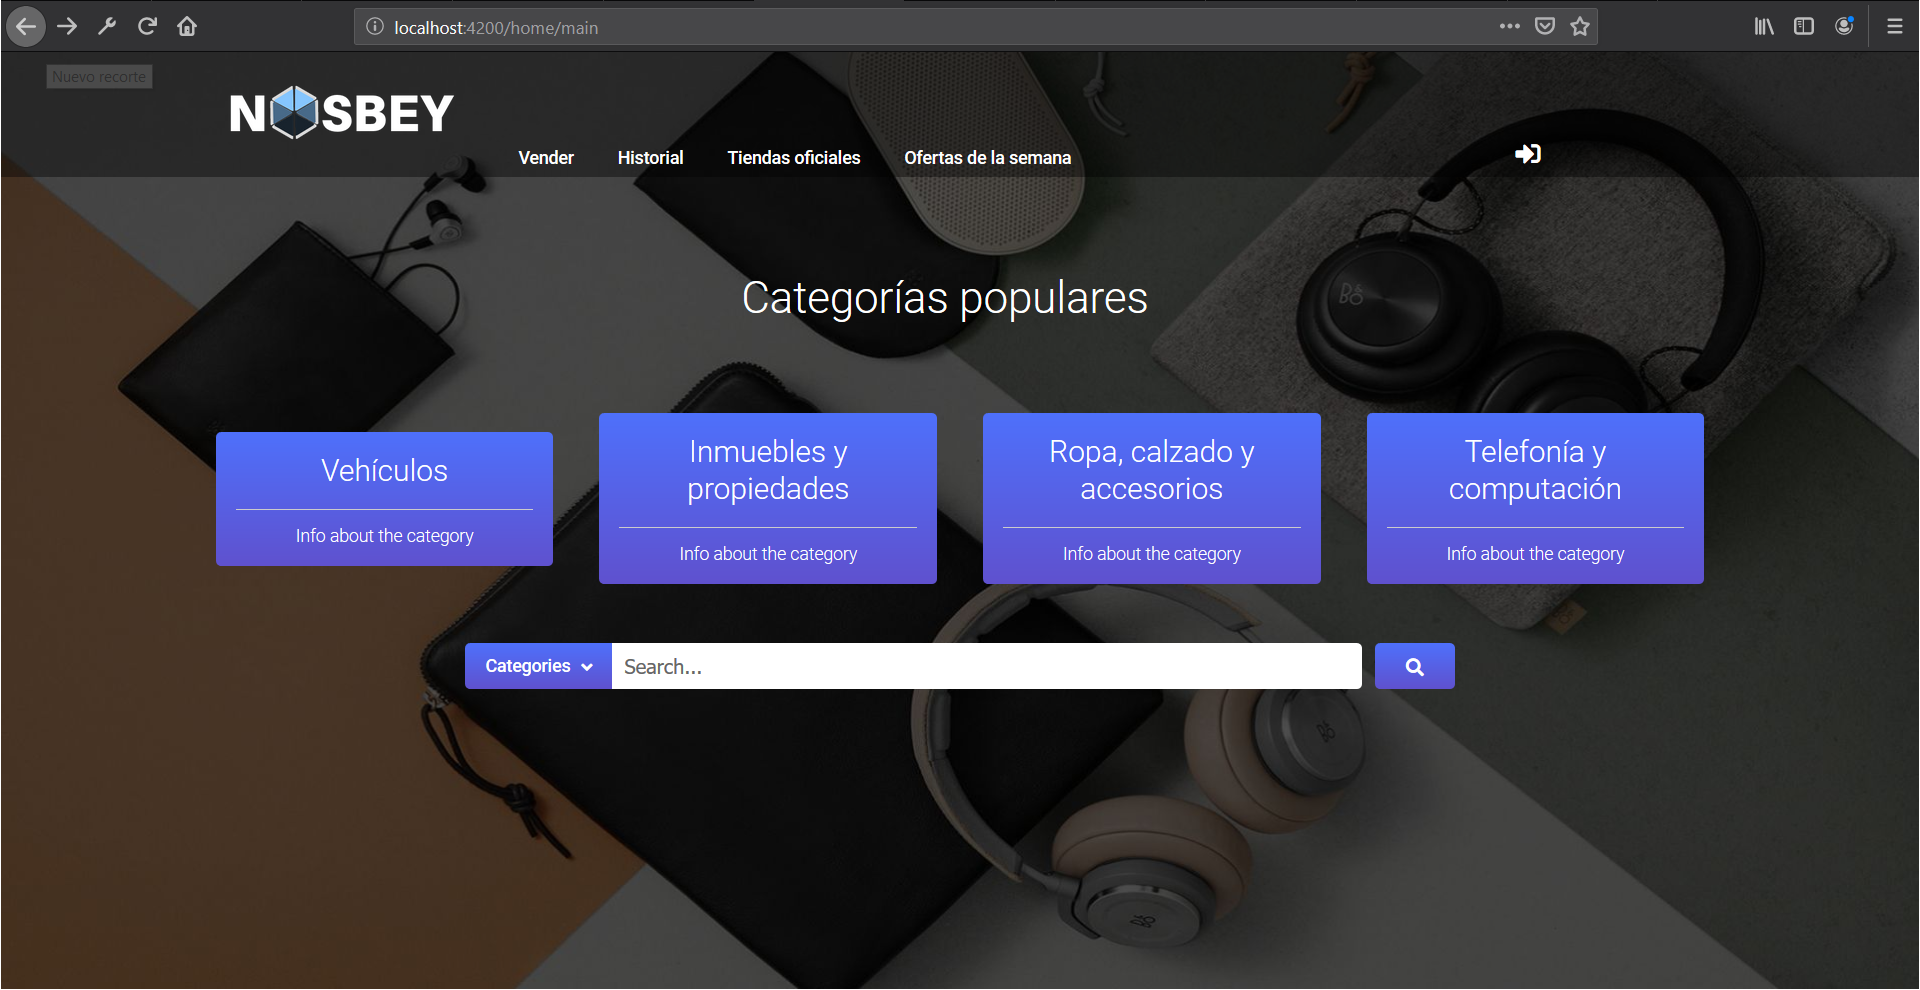 localhost:4200/home/main
Nuevo recorte
NOSBEY
Vender Historial Tiendas oficiales Ofertas de la semana
Categorías populares
Vehículos
Info about the category
Inmuebles y
propiedades
Info about the category
Ropa, calzado y
accesorios
Info about the category
Telefonía y
computación
Info about the category
Categories
Search...